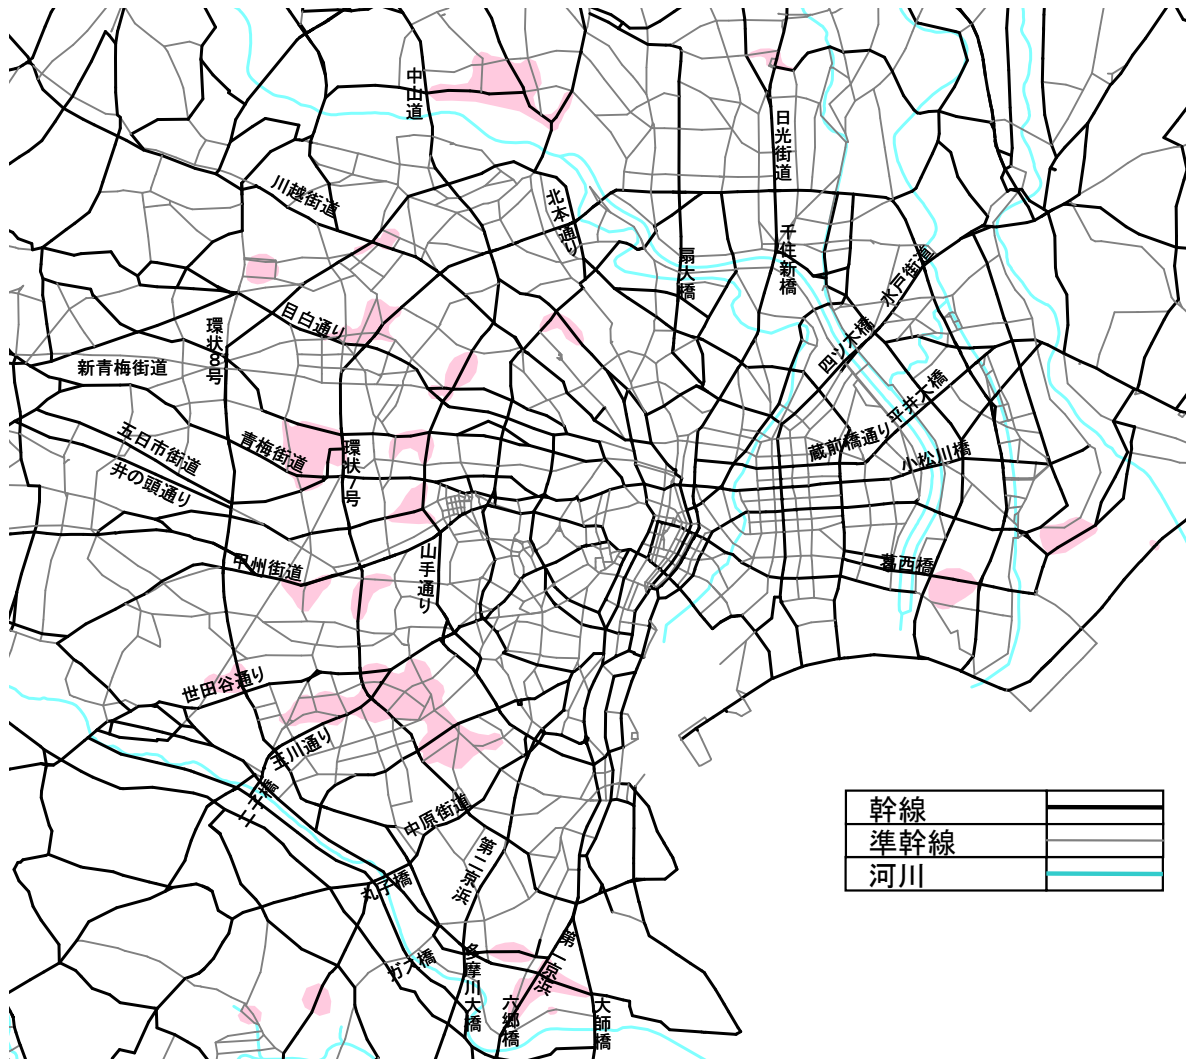 中山道
日光街道
川越街道
北本通り
千住新橋
扇大橋
水戸街道
目白通り
環状8号
四ツ木橋
新青梅街道
平井大橋
五日市街道
青梅街道
環状7号
蔵前橋通り
小松川橋
井の頭通り
甲州街道
山手通り
葛西橋
世田谷通り
玉川通り
二子橋
中原街道
第二京浜
丸子橋
ガス橋
多摩川大橋
第一京浜
六郷橋
大師橋
幹線
準幹線
河川